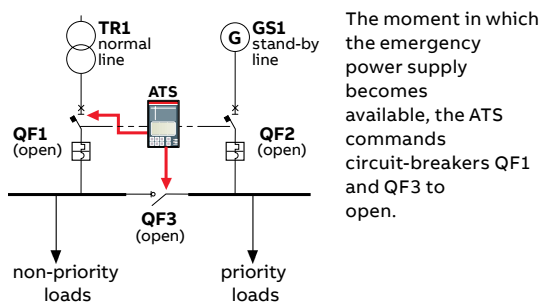 TR1
normal
line
G
GS1
stand-by
line
ATS
QF1
(open)
QF2
(open)
QF3
(open)
non-priority
loads
priority
loads
The moment in which
the emergency
power supply
becomes
available, the ATS
commands
circuit-breakers QF1
and QF3 to
open.